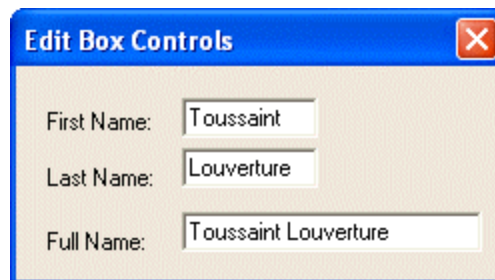 Edit Box Controls
First Name: Toussaint
Last Name: Louverture
Full Name: Toussaint Louverture